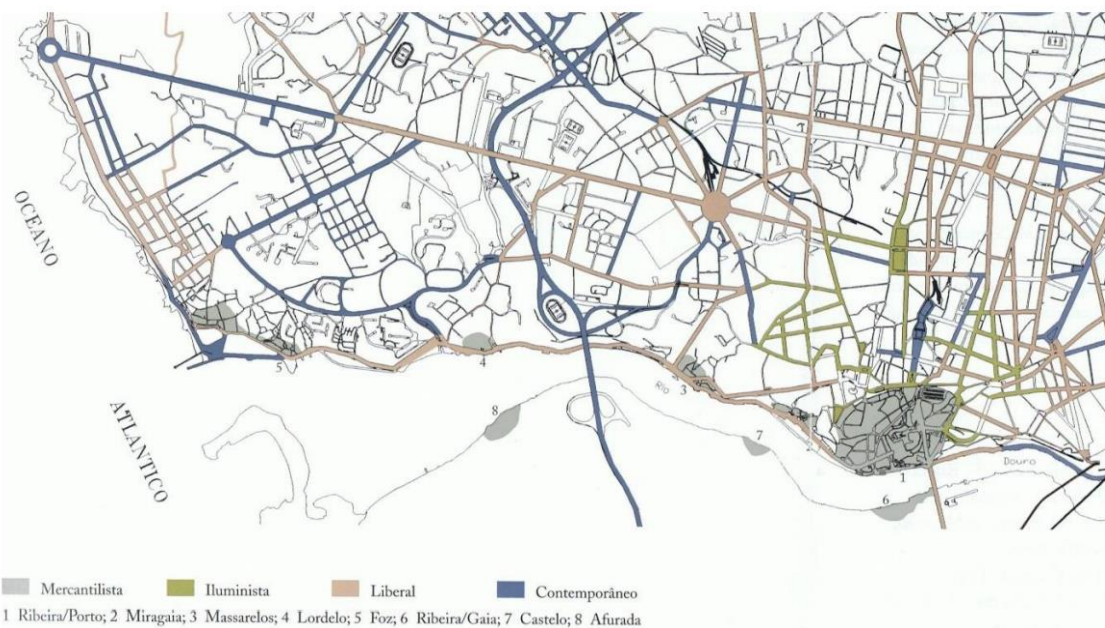 OCEANO
ATLANTICO
5
4
3
Rio
8
7
2
1
Douro
6
Mercantilista
Iluminista
Liberal
Contemporâneo
1 Ribeira/Porto; 2 Miragaia; 3 Massarelos; 4 Lordelo; 5 Foz; 6 Ribeira/Gaia; 7 Castelo; 8 Afurada